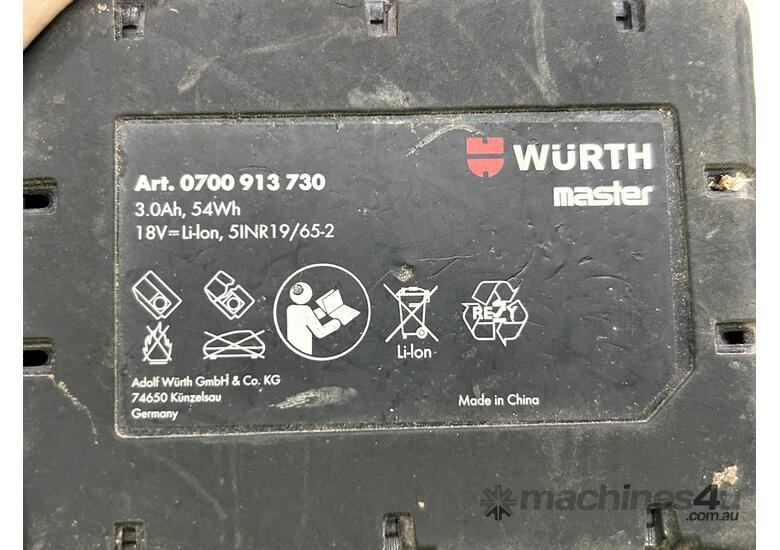 WÜRTH
master
Art. 0700 913 730
3.0Ah, 54Wh
18V⎓Li-Ion, 5INR19/65-2
Li-Ion
REZY
Adolf Würth GmbH & Co. KG
74650 Künzelsau
Germany
Made in China
machines4u
.com.au